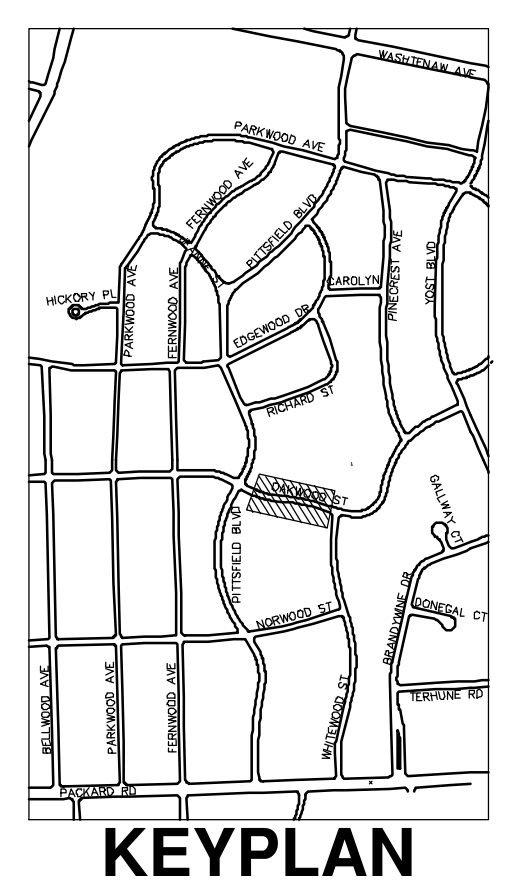 WASHTENAW AVE
PARKWOOD AVE
FERNWOOD AVE
PITTSFIELD BLVD
PINECREST AVE
YOST BLVD
CAROLYN
HICKORY PL
PARKWOOD AVE
FERNWOOD AVE
EDGEWOOD DR
RICHARD ST
OAKWOOD ST
GALLWAY CT
PITTSFIELD BLVD
NORWOOD ST
BRANDYWINE DR
DONEGAL CT
BELLWOOD AVE
PARKWOOD AVE
FERNWOOD AVE
WHITEWOOD ST
TERHUNE RD
PACKARD RD
KEYPLAN